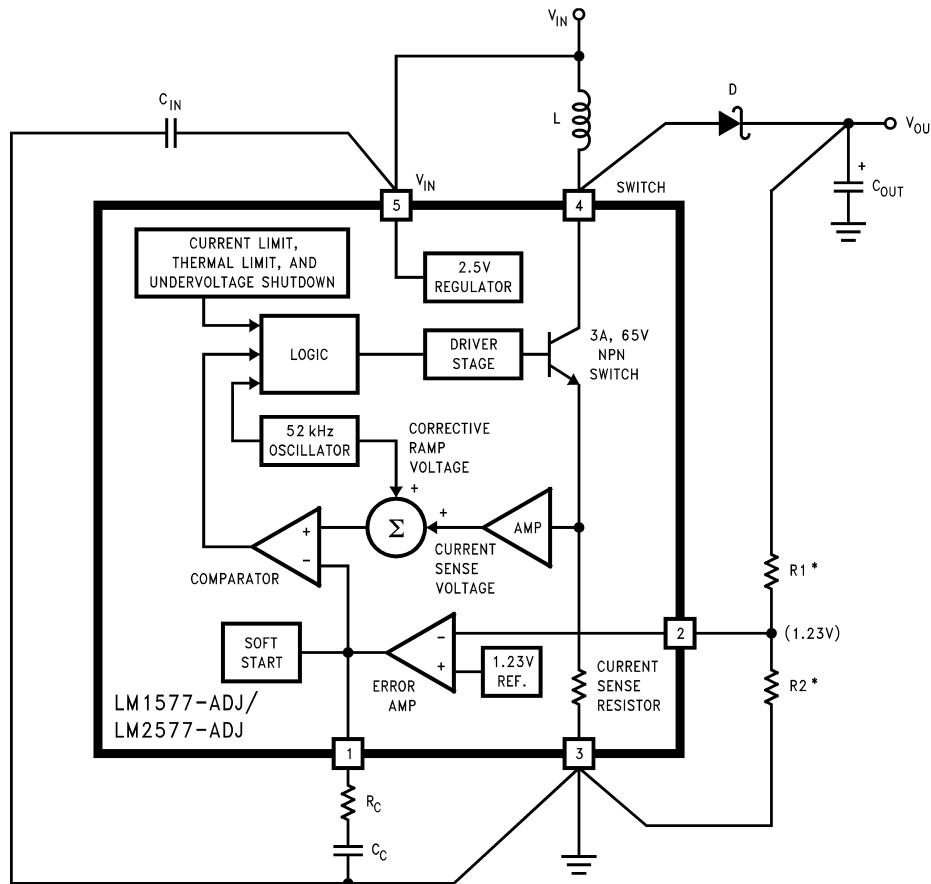 V_IN
C_IN
L
D
V_OU
+
C_OUT
V_IN
5
4
SWITCH
CURRENT LIMIT,
THERMAL LIMIT, AND
UNDERVOLTAGE SHUTDOWN
2.5V
REGULATOR
LOGIC
DRIVER
STAGE
3A, 65V
NPN
SWITCH
52 kHz
OSCILLATOR
CORRECTIVE
RAMP
VOLTAGE
+
+
Σ
AMP
+
-
COMPARATOR
CURRENT
SENSE
VOLTAGE
R1*
2
(1.23V)
SOFT
START
-
+
ERROR
AMP
1.23V
REF.
CURRENT
SENSE
RESISTOR
R2*
LM1577-ADJ/
LM2577-ADJ
1
3
R_C
C_C